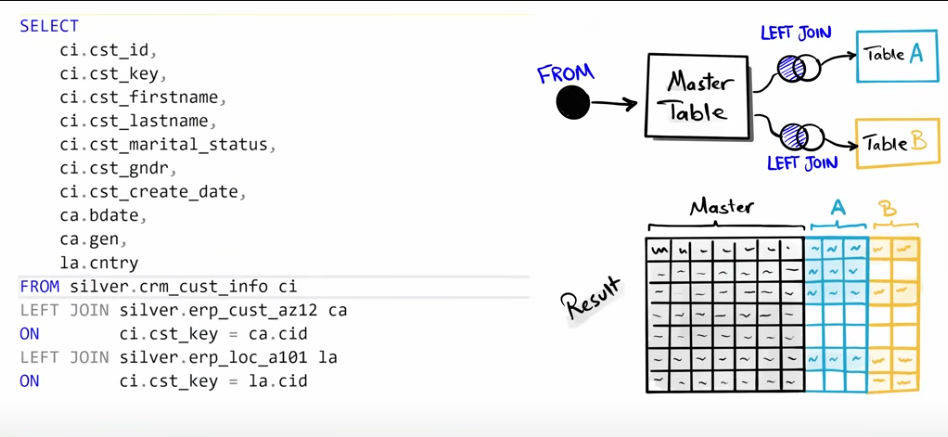 SELECT
ci.cst_id,
ci.cst_key,
ci.cst_firstname,
ci.cst_lastname,
ci.cst_marital_status,
ci.cst_gndr,
ci.cst_create_date,
ca.bdate,
ca.gen,
la.cntry
FROM silver.crm_cust_info ci
LEFT JOIN silver.erp_cust_az12 ca
ON ci.cst_key = ca.cid
LEFT JOIN silver.erp_loc_a101 la
ON ci.cst_key = la.cid
FROM
Master
Table
LEFT JOIN
Table A
Table B
LEFT JOIN
Master
A
B
Result